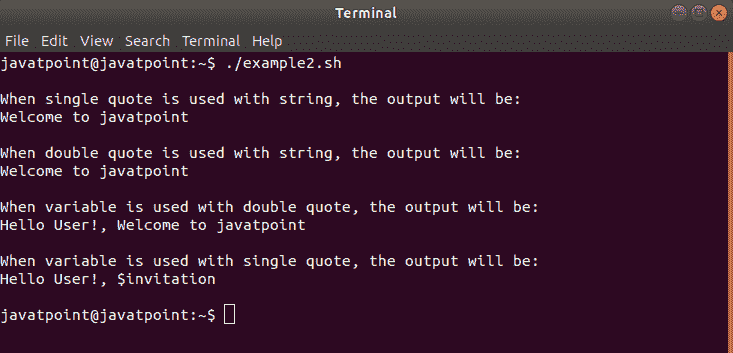 Terminal
File Edit View Search Terminal Help
javatpoint@javatpoint:~$ ./example2.sh
When single quote is used with string, the output will be:
Welcome to javatpoint
When double quote is used with string, the output will be:
Welcome to javatpoint
When variable is used with double quote, the output will be:
Hello User!, Welcome to javatpoint
When variable is used with single quote, the output will be:
Hello User!, $invitation
javatpoint@javatpoint:~$